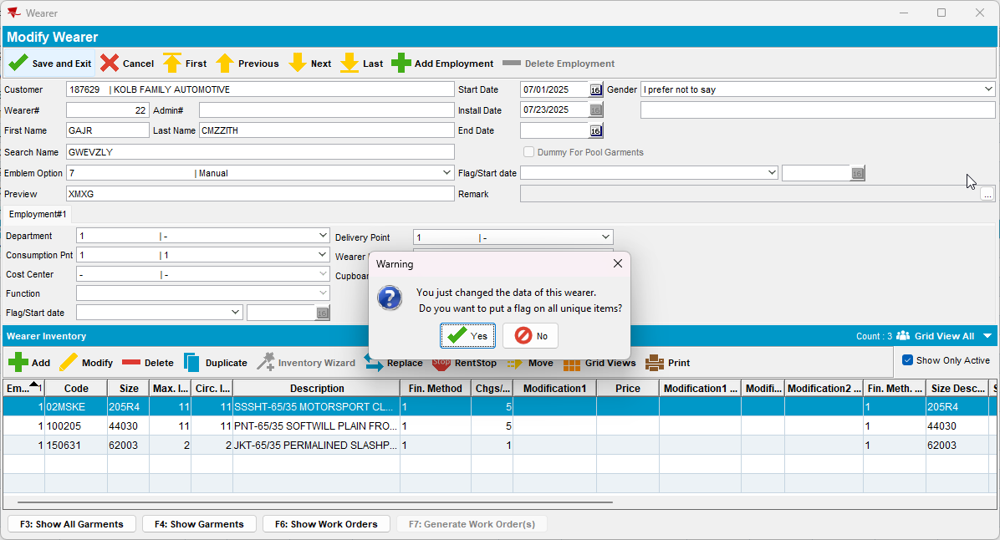 Wearer
Modify Wearer
Save and Exit Cancel First Previous Next Last Add Employment Delete Employment
Customer 187629 | KOLB FAMILY AUTOMOTIVE Start Date 07/01/2025 16 Gender I prefer not to say
Wearer# 22 Admin# Install Date 07/23/2025 16
First Name GAJR Last Name CMZZITH End Date 16
Search Name GWEVZLY Dummy For Pool Garments
Emblem Option 7 | Manual Flag/Start date 16
Preview XMXG Remark ...
Employment#1
Department 1 | - Delivery Point 1 | -
Consumption Pnt 1 | 1 Wearer
Cost Center - | - Cupboar
Function
Flag/Start date 16
Warning
You just changed the data of this wearer.
Do you want to put a flag on all unique items?
Yes No
Wearer Inventory Count : 3 Grid View All
Add Modify Delete Duplicate Inventory Wizard Replace Stop RentStop Move Grid Views Print Show Only Active
Em... 1 Code Size Max. I... Circ. I... Description Fin. Method Chgs/... Modification1 Price Modification1 ... Modifi... Modification2 ... Fin. Meth. ... Size Desc... S
1 02MSKE 205R4 11 11 SSSHT-65/35 MOTORSPORT CL... 1 5 1 205R4
1 100205 44030 11 11 PNT-65/35 SOFTWILL PLAIN FRO... 1 5 1 44030
1 150631 62003 2 2 JKT-65/35 PERMALINED SLASHP... 1 1 1 62003
F3: Show All Garments F4: Show Garments F6: Show Work Orders F7: Generate Work Order(s)